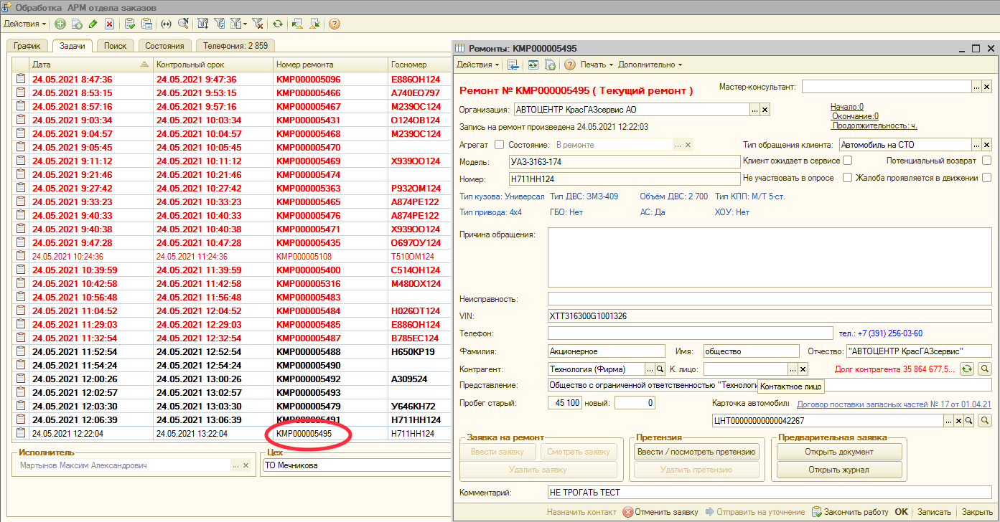 Обработка АРМ отдела заказов
Действия
График Задачи Поиск Состояния Телефония: 2 859
Дата Контрольный срок Номер ремонта Госномер
24.05.2021 8:47:36 24.05.2021 9:47:36 КМР000005096 Е886ОН124
24.05.2021 8:53:15 24.05.2021 9:53:15 КМР000005466 А740ЕО797
24.05.2021 8:57:16 24.05.2021 9:57:16 КМР000005467 М239ОС124
24.05.2021 9:03:34 24.05.2021 10:03:34 КМР000005431 О124ОВ124
24.05.2021 9:04:57 24.05.2021 10:04:57 КМР000005468 М239ОС124
24.05.2021 9:05:45 24.05.2021 10:05:45 КМР000005470
24.05.2021 9:11:12 24.05.2021 10:11:12 КМР000005469 Х939ОО124
24.05.2021 9:21:46 24.05.2021 10:21:46 КМР000005474
24.05.2021 9:27:42 24.05.2021 10:27:42 КМР000005363 Р932ОМ124
24.05.2021 9:33:23 24.05.2021 10:33:23 КМР000005465 А874РЕ122
24.05.2021 9:40:33 24.05.2021 10:40:33 КМР000005476 А874РЕ122
24.05.2021 9:40:38 24.05.2021 10:40:38 КМР000005471 Х939ОО124
24.05.2021 9:47:28 24.05.2021 10:47:28 КМР000005435 О697ОУ124
24.05.2021 10:24:36 24.05.2021 11:24:36 КМР000005108 Т510ОМ124
24.05.2021 10:39:59 24.05.2021 11:39:59 КМР000005400 С514ОН124
24.05.2021 10:42:58 24.05.2021 11:42:58 КМР000005316 М480ОХ124
24.05.2021 10:56:48 24.05.2021 11:56:48 КМР000005483
24.05.2021 11:04:52 24.05.2021 12:04:52 КМР000005484 Н026ОТ124
24.05.2021 11:29:03 24.05.2021 12:29:03 КМР000005485 Е886ОН124
24.05.2021 11:32:54 24.05.2021 12:32:54 КМР000005487 В785ЕС124
24.05.2021 11:52:54 24.05.2021 12:52:54 КМР000005488 Н650КР19
24.05.2021 11:54:24 24.05.2021 12:54:24 КМР000005490
24.05.2021 12:00:26 24.05.2021 13:00:26 КМР000005492 А309524
24.05.2021 12:02:57 24.05.2021 13:02:57 КМР000005493
24.05.2021 12:03:30 24.05.2021 13:03:30 КМР000005479 У646КН72
24.05.2021 12:06:39 24.05.2021 13:06:39 КМР000005491 Н711НН124
24.05.2021 12:22:04 24.05.2021 13:22:04 КМР000005495 Н711НН124
Исполнитель Цех
Мартынов Максим Александрович ... ТО Мечникова
Ремонты: КМР000005495
Действия Печать Дополнительно
Ремонт № КМР000005495 ( Текущий ремонт ) Мастер-консультант: ...
Организация: АВТОЦЕНТР КрасГАЗсервис АО ... Начало:0
Окончание:0
Запись на ремонт произведена 24.05.2021 12:22:03 Продолжительность: ч.
Агрегат Состояние: В ремонте ... Тип обращения клиента: Автомобиль на СТО ...
Модель: УАЗ-3163-174 Клиент ожидает в сервисе Потенциальный возврат
Номер: Н711НН124 Не участвовать в опросе Жалоба проявляется в движении
Тип кузова: Универсал Тип ДВС: ЗМЗ-409 Объём ДВС: 2 700 Тип КПП: М/Т 5-ст.
Тип привода: 4х4 ГБО: Нет АС: Да ХОУ: Нет
Причина обращения:
Неисправность:
VIN: XTT316300G1001326
Телефон: тел.: +7 (391) 256-03-60
Фамилия: Акционерное Имя: общество Отчество: "АВТОЦЕНТР КрасГАЗсервис"
Контрагент: Технология (Фирма) ... К. лицо: ... Долг контрагента 35 864 677,5...
Представление: Общество с ограниченной ответственностью "Технологи Контактное лицо
Пробег старый: 45 100 новый: 0 Карточка автомобиля Договор поставки запасных частей № 17 от 01.04.21
ЦНТ00000000000042267 ...
Заявка на ремонт Претензия Предварительная заявка
Ввести заявку Смотреть заявку Ввести / посмотреть претензию Открыть документ
Удалить заявку Удалить претензию Открыть журнал
Комментарий: НЕ ТРОГАТЬ ТЕСТ
Назначить контакт Отменить заявку Отправить на уточнение Закончить работу ОК Записать Закрыть